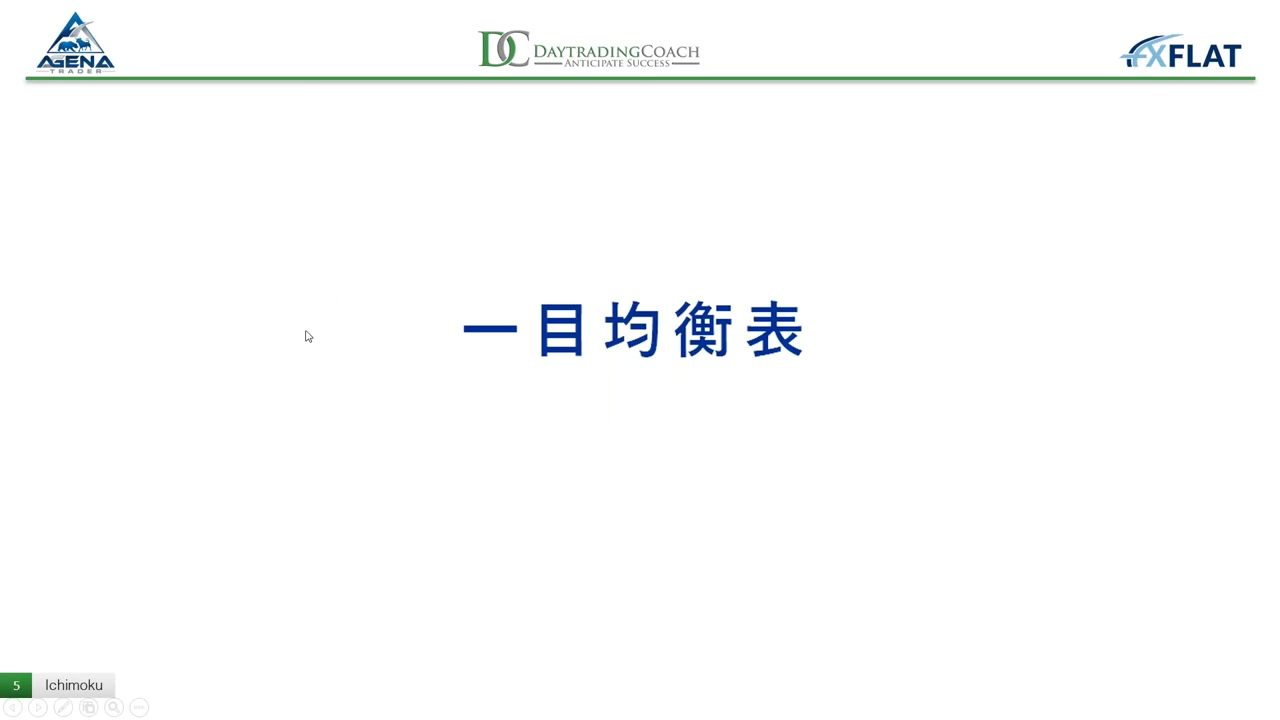 AGENA
TRADER
DC DAYTRADINGCOACH
ANTICIPATE SUCCESS
FXFLAT
一目均衡表
5 Ichimoku